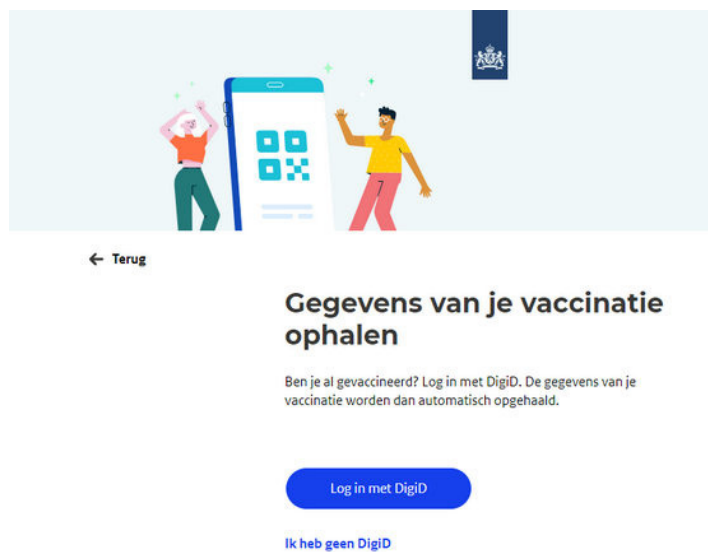 Terug
Gegevens van je vaccinatie
ophalen
Ben je al gevaccineerd? Log in met DigiD. De gegevens van je
vaccinatie worden dan automatisch opgehaald.
Log in met DigiD
Ik heb geen DigiD